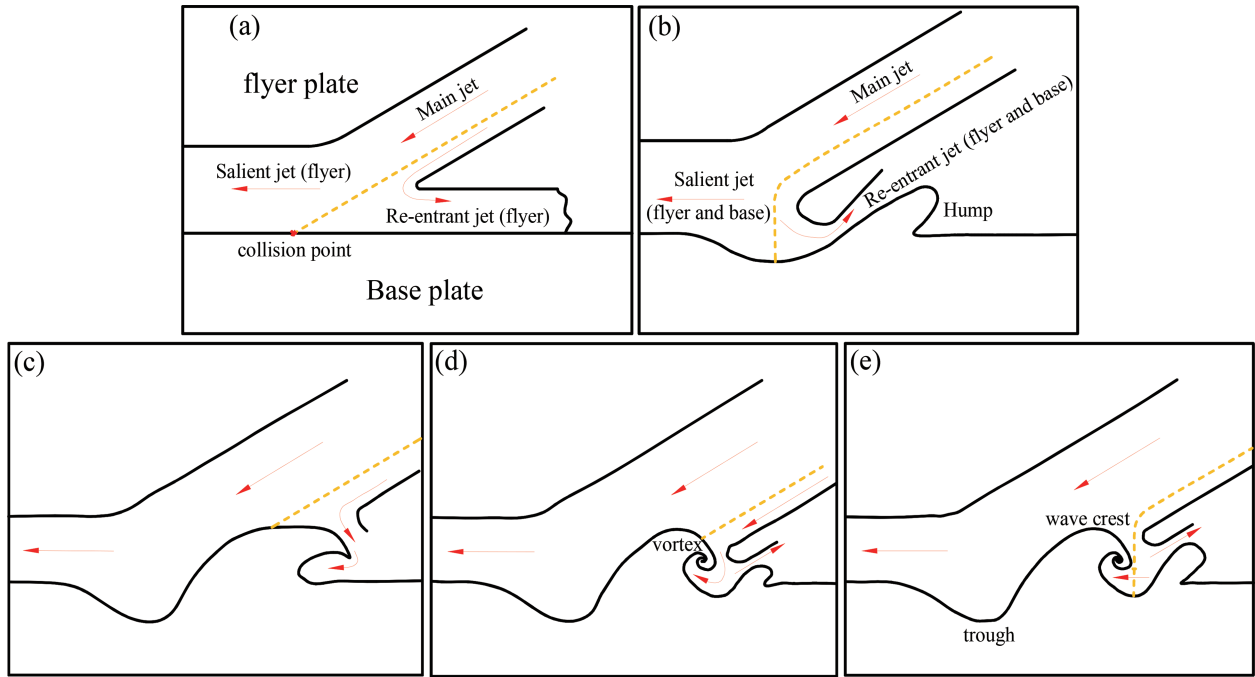 (a)
flyer plate
Main jet
Salient jet (flyer)
Re-entrant jet (flyer)
collision point
Base plate
(b)
Main jet
Re-entrant jet (flyer and base)
Salient jet
(flyer and base)
Hump
(c)
(d)
vortex
(e)
wave crest
trough